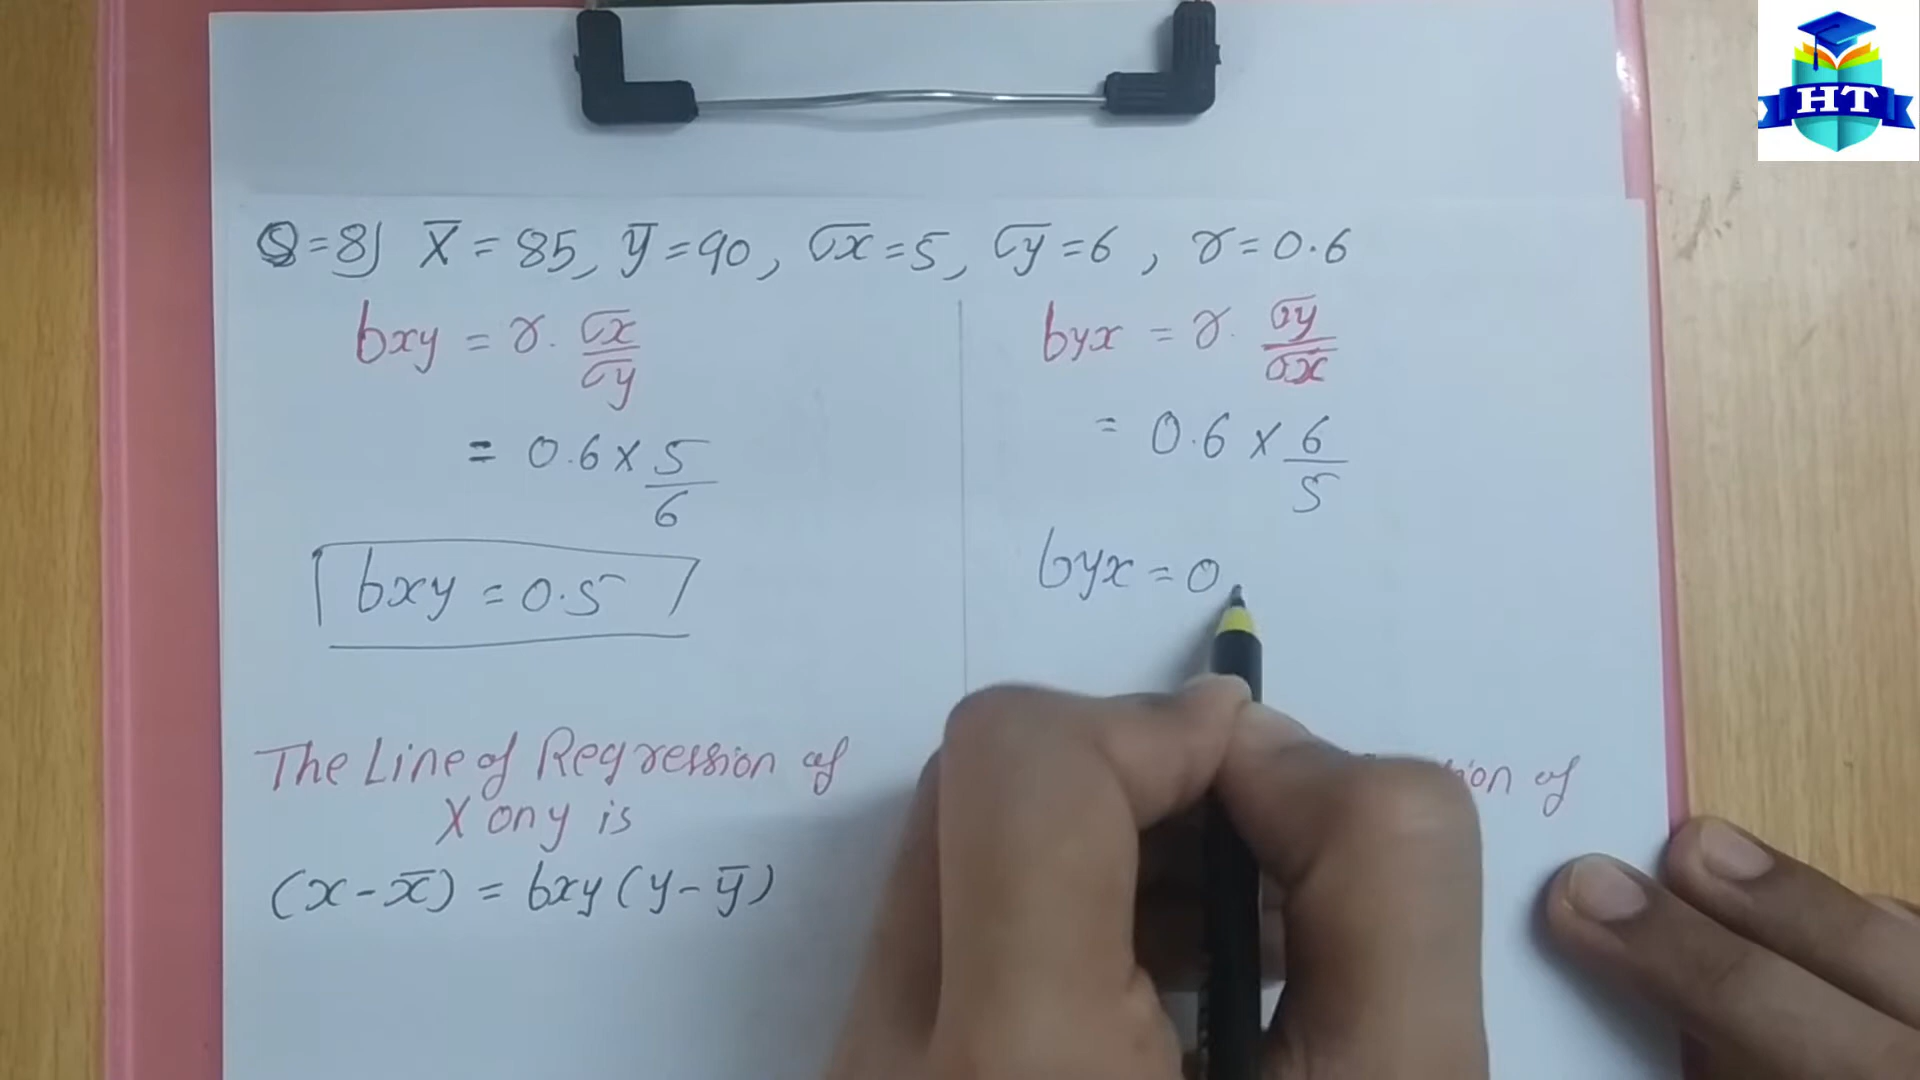 HT
Q=8) X̅ = 85, y̅ = 90, σx = 5, σy = 6, r = 0.6
bxy = r. σx/σy
= 0.6 x 5/6
bxy = 0.5
byx = r. σy/σx
= 0.6 x 6/5
byx = 0.
The Line of Regression of
X on y is
(x - x̅) = bxy (y - y̅)
of